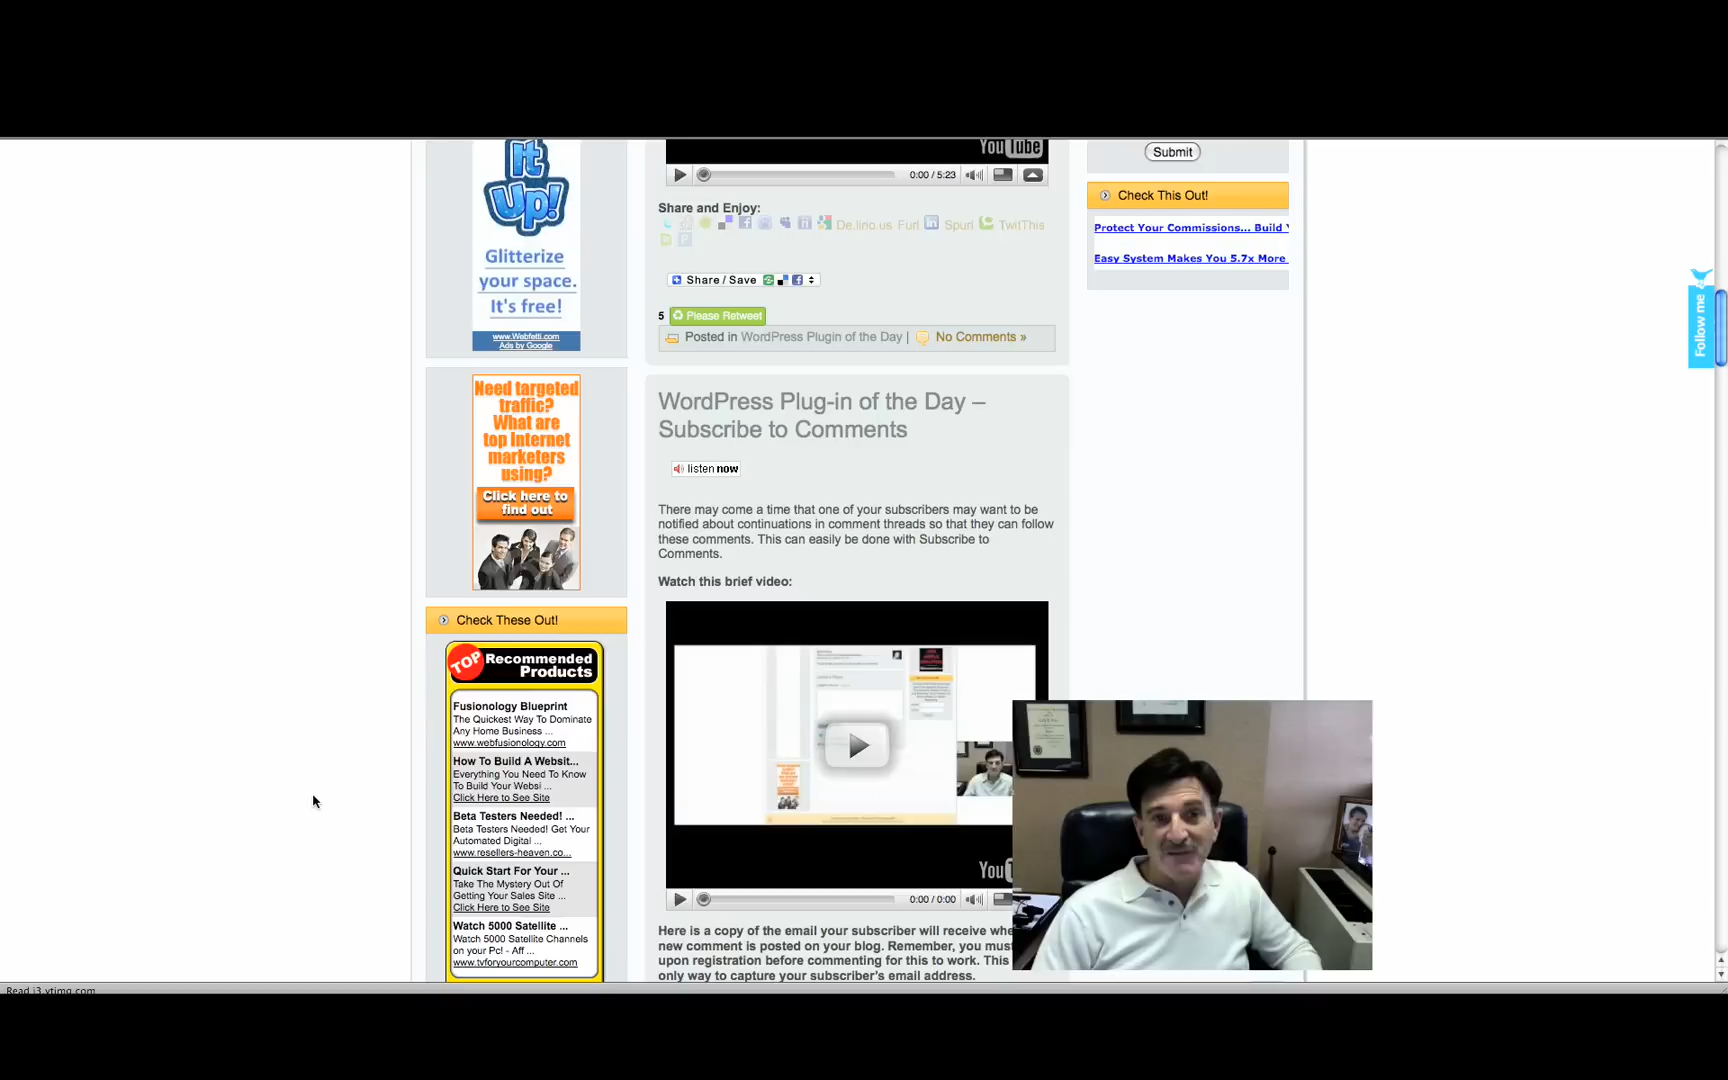 It
Up!
Glitterize
your space.
It's free!
www.Webfetti.com
Ads by Google
Need targeted
traffic?
What are
top Internet
marketers
using?
Click here to
find out
Check These Out!
TOP Recommended
Products
Fusionology Blueprint
The Quickest Way To Dominate
Any Home Business ...
www.webfusionology.com
How To Build A Websit...
Everything You Need To Know
To Build Your Websi ...
Click Here to See Site
Beta Testers Needed! ...
Beta Testers Needed! Get Your
Automated Digital ...
www.resellers-heaven.co...
Quick Start For Your ...
Take The Mystery Out Of
Getting Your Sales Site ...
Click Here to See Site
Watch 5000 Satellite ...
Watch 5000 Satellite Channels
on your Pc! - Aff ...
www.tvforyourcomputer.com
YouTube
0:00 / 5:23
Share and Enjoy:
De.lirio.us Furl Spurl TwitThis
Share / Save
5 Please Retweet
Posted in WordPress Plugin of the Day | No Comments »
WordPress Plug-in of the Day –
Subscribe to Comments
listen now
There may come a time that one of your subscribers may want to be
notified about continuations in comment threads so that they can follow
these comments. This can easily be done with Subscribe to
Comments.
Watch this brief video:
You
0:00 / 0:00
Here is a copy of the email your subscriber will receive whe
new comment is posted on your blog. Remember, you must
upon registration before commenting for this to work. This
only way to capture your subscriber's email address.
Submit
Check This Out!
Protect Your Commissions... Build
Easy System Makes You 5.7x More
Follow me
Read i3.ytimg.com